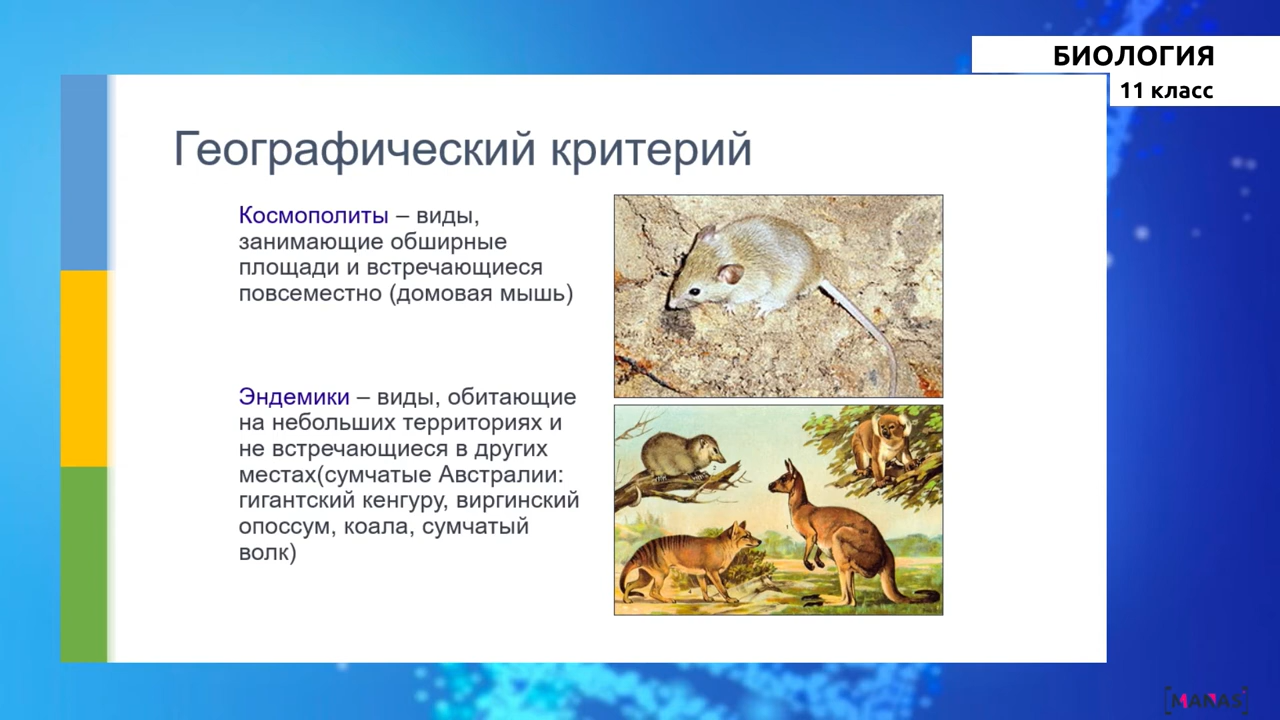 БИОЛОГИЯ
11 класс
Географический критерий
Космополиты – виды,
занимающие обширные
площади и встречающиеся
повсеместно (домовая мышь)
Эндемики – виды, обитающие
на небольших территориях и
не встречающиеся в других
местах(сумчатые Австралии:
гигантский кенгуру, виргинский
опоссум, коала, сумчатый
волк)
[MANAS]